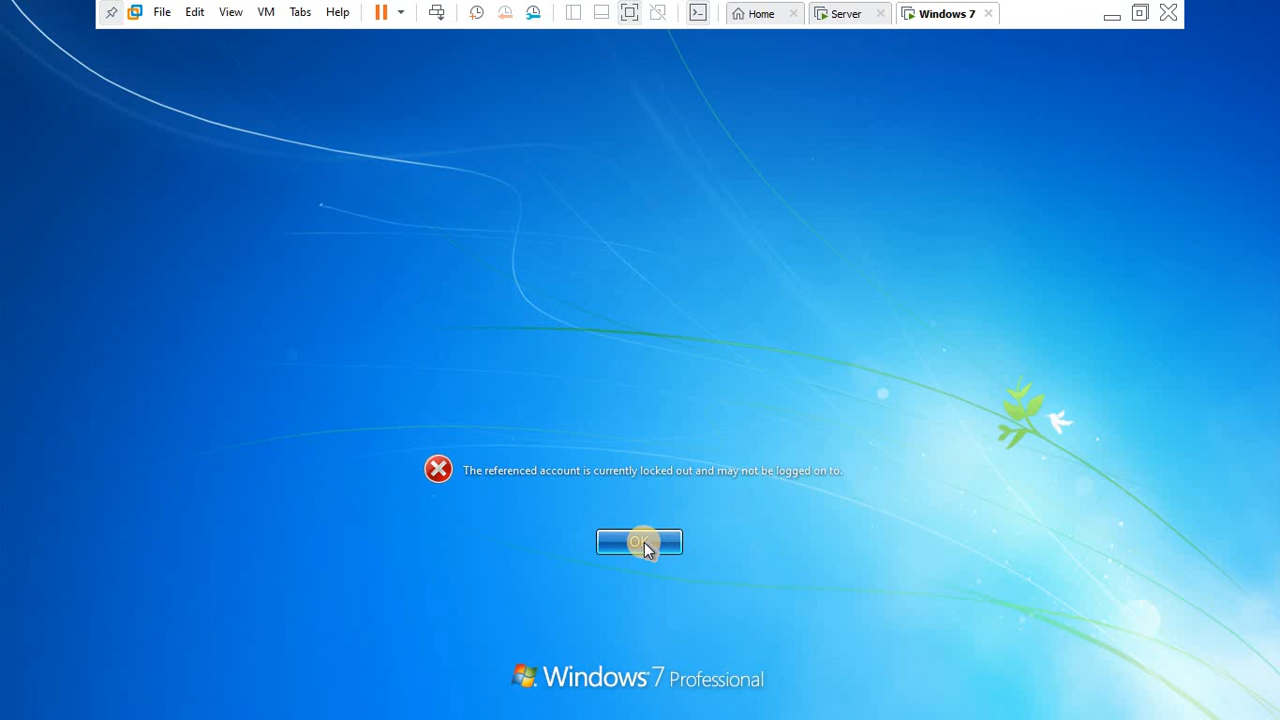 File Edit View VM Tabs Help Home Server Windows 7
The referenced account is currently locked out and may not be logged on to.
OK
Windows 7 Professional